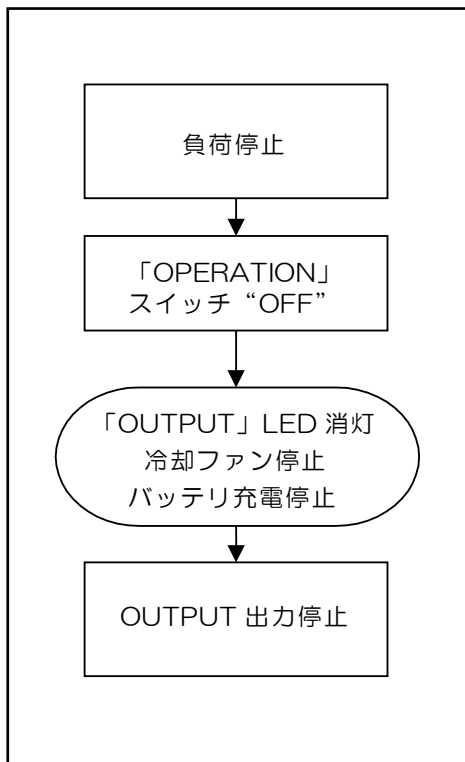 負荷停止
「OPERATION」
スイッチ“OFF”
「OUTPUT」LED 消灯
冷却ファン停止
バッテリ充電停止
OUTPUT 出力停止